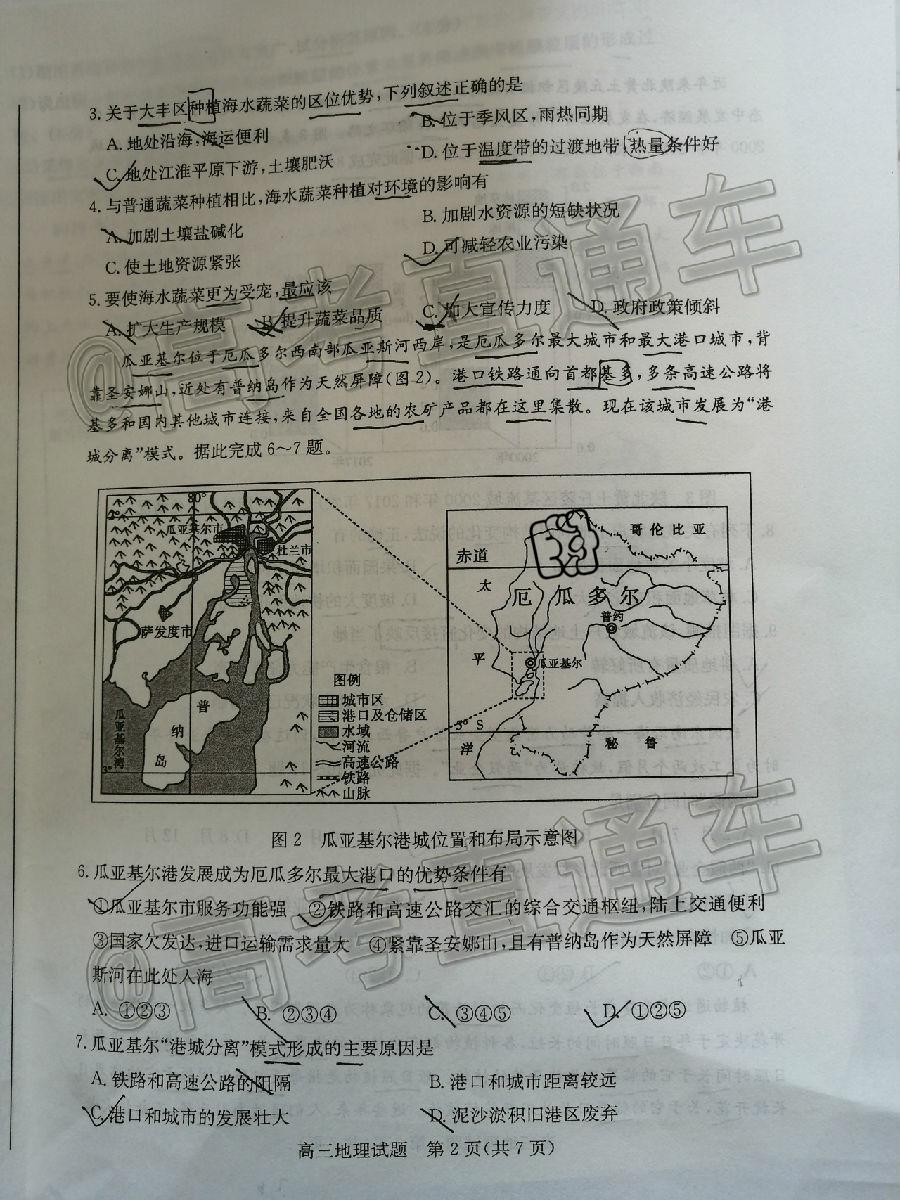 3.关于大丰区种植海水蔬菜的区位优势,下列叙述正确的是
A.地处沿海,海运便利
B.位于季风区,雨热同期
C.地处江淮平原下游,土壤肥沃
D.位于温度带的过渡地带,热量条件好
4.与普通蔬菜种植相比,海水蔬菜种植对环境的影响有
A.加剧土壤盐碱化
B.加剧水资源的短缺状况
C.使土地资源紧张
D.可减轻农业污染
5.要使海水蔬菜更为受宠,最应该
A.扩大生产规模
B.提升蔬菜品质
C.加大宣传力度
D.政府政策倾斜
瓜亚基尔位于厄瓜多尔西南部瓜亚斯河西岸,是厄瓜多尔最大城市和最大港口城市,背
靠圣安娜山,近处有普纳岛作为天然屏障(图2)。港口铁路通向首都基多,多条高速公路将
基多和国内其他城市连接,来自全国各地的农矿产品都在这里集散。现在该城市发展为“港
城分离”模式。据此完成6～7题。
80°
2°
瓜亚基尔市
杜兰市
萨发度市
普
纳
岛
瓜亚基尔湾
3°
图例
城市区
港口及仓储区
水域
河流
高速公路
铁路
山脉
哥伦比亚
赤道
太
平
洋
厄瓜多尔
普约
瓜亚基尔
3° S
秘鲁
图2 瓜亚基尔港城位置和布局示意图
6.瓜亚基尔港发展成为厄瓜多尔最大港口的优势条件有
①瓜亚基尔市服务功能强 ②铁路和高速公路交汇的综合交通枢纽,陆上交通便利
③国家欠发达,进口运输需求量大 ④紧靠圣安娜山,且有普纳岛作为天然屏障 ⑤瓜亚
斯河在此处入海
A. ①②③ B. ②③④ C. ③④⑤ D. ①②⑤
7.瓜亚基尔“港城分离”模式形成的主要原因是
A.铁路和高速公路的阻隔
B.港口和城市距离较远
C.港口和城市的发展壮大
D.泥沙淤积旧港区废弃
高三地理试题 第2页(共7页)
@高考直通车
@高考直通车